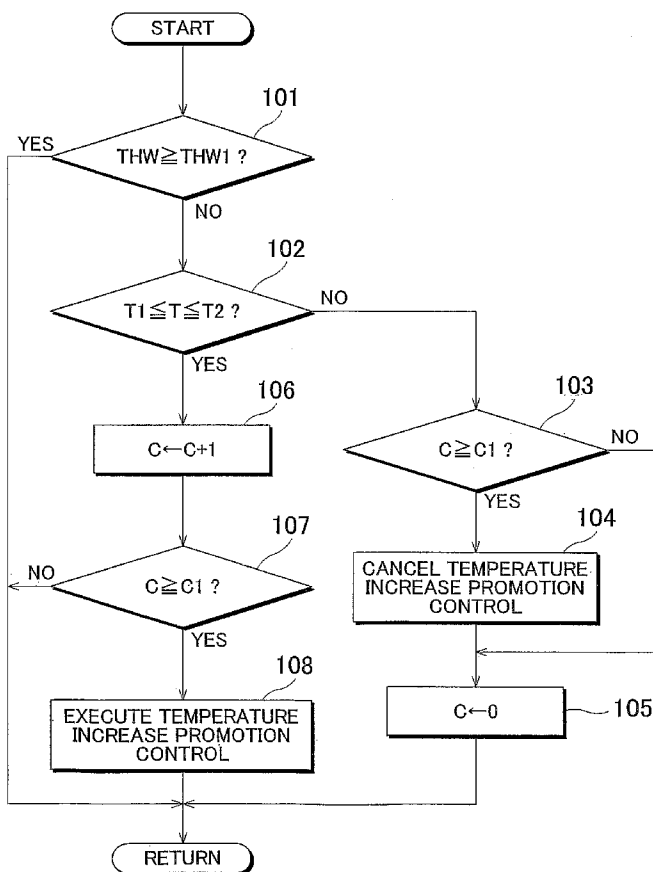 START
101
YES
THW≧THW1 ?
NO
102
T1≦T≦T2 ?
NO
YES
106
C←C+1
103
C≧C1 ?
NO
YES
107
NO
C≧C1 ?
YES
104
CANCEL TEMPERATURE
INCREASE PROMOTION
CONTROL
108
EXECUTE TEMPERATURE
INCREASE PROMOTION
CONTROL
C←0
105
RETURN